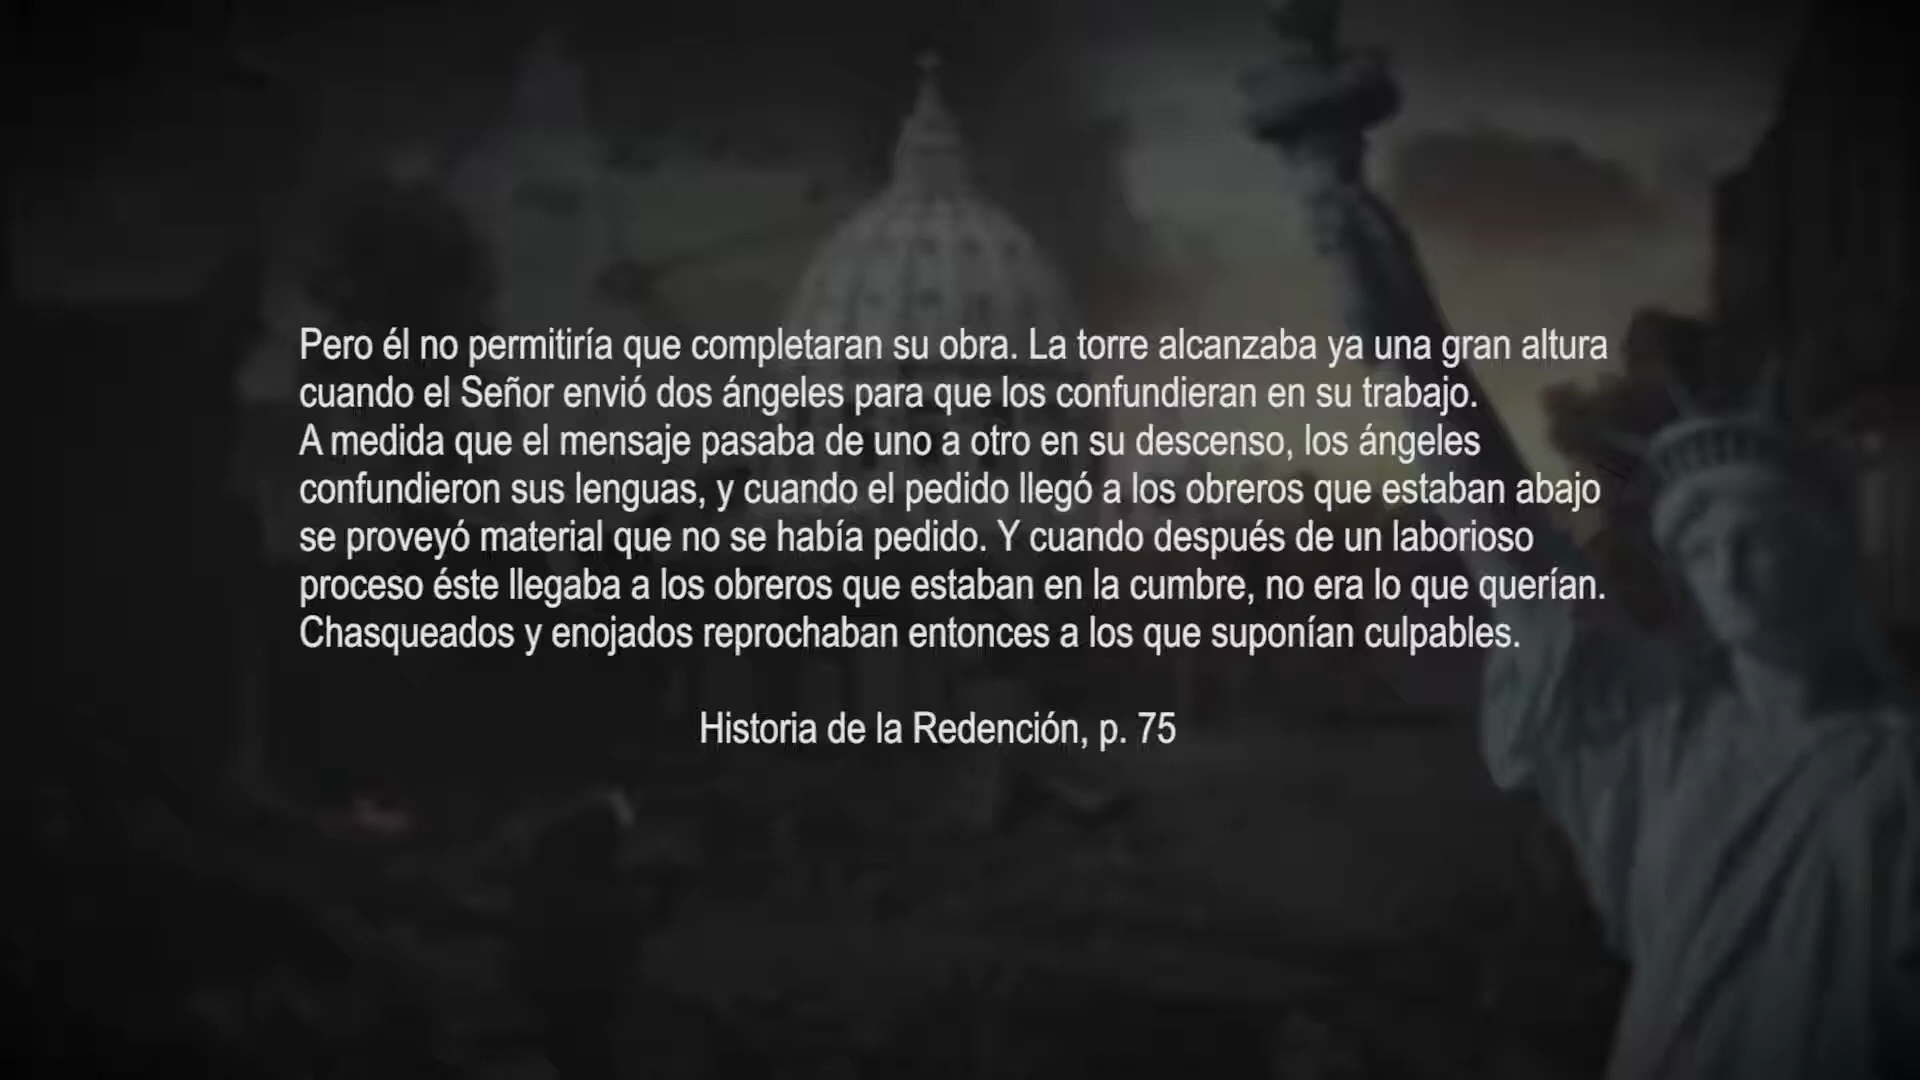 Pero él no permitiría que completaran su obra. La torre alcanzaba ya una gran altura
cuando el Señor envió dos ángeles para que los confundieran en su trabajo.
A medida que el mensaje pasaba de uno a otro en su descenso, los ángeles
confundieron sus lenguas, y cuando el pedido llegó a los obreros que estaban abajo
se proveyó material que no se había pedido. Y cuando después de un laborioso
proceso éste llegaba a los obreros que estaban en la cumbre, no era lo que querían.
Chasqueados y enojados reprochaban entonces a los que suponían culpables.
Historia de la Redención, p. 75